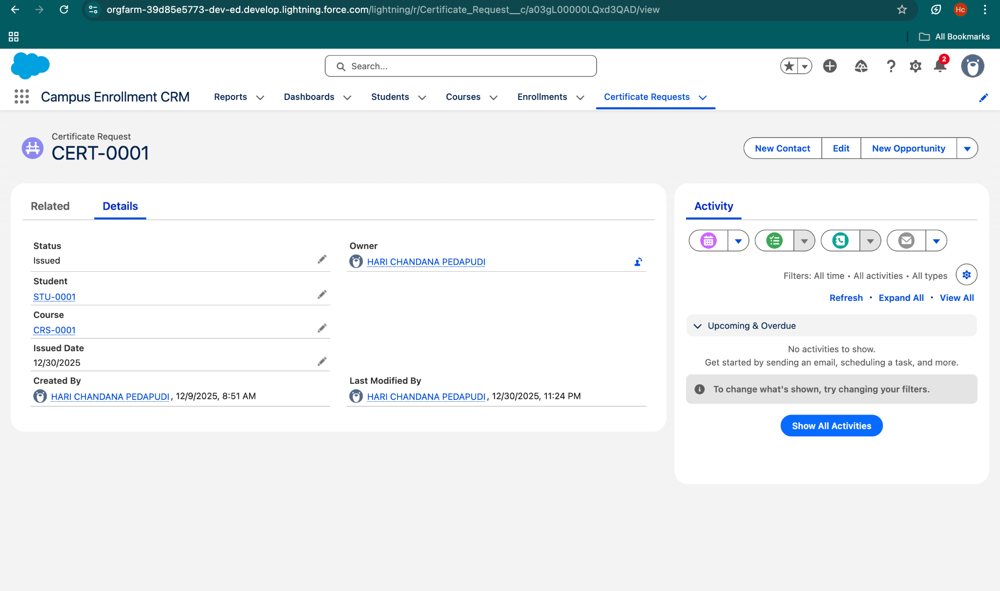 orgfarm-39d85e5773-dev-ed.develop.lightning.force.com/lightning/r/Certificate_Request__c/a03gL00000LQxd3QAD/view
Hc
All Bookmarks
Search...
2
Campus Enrollment CRM
Reports
Dashboards
Students
Courses
Enrollments
Certificate Requests
Certificate Request
CERT-0001
New Contact
Edit
New Opportunity
Related
Details
Status
Issued
Owner
HARI CHANDANA PEDAPUDI
Student
STU-0001
Course
CRS-0001
Issued Date
12/30/2025
Created By
HARI CHANDANA PEDAPUDI, 12/9/2025, 8:51 AM
Last Modified By
HARI CHANDANA PEDAPUDI, 12/30/2025, 11:24 PM
Activity
Filters: All time • All activities • All types
Refresh • Expand All • View All
Upcoming & Overdue
No activities to show.
Get started by sending an email, scheduling a task, and more.
To change what's shown, try changing your filters.
Show All Activities